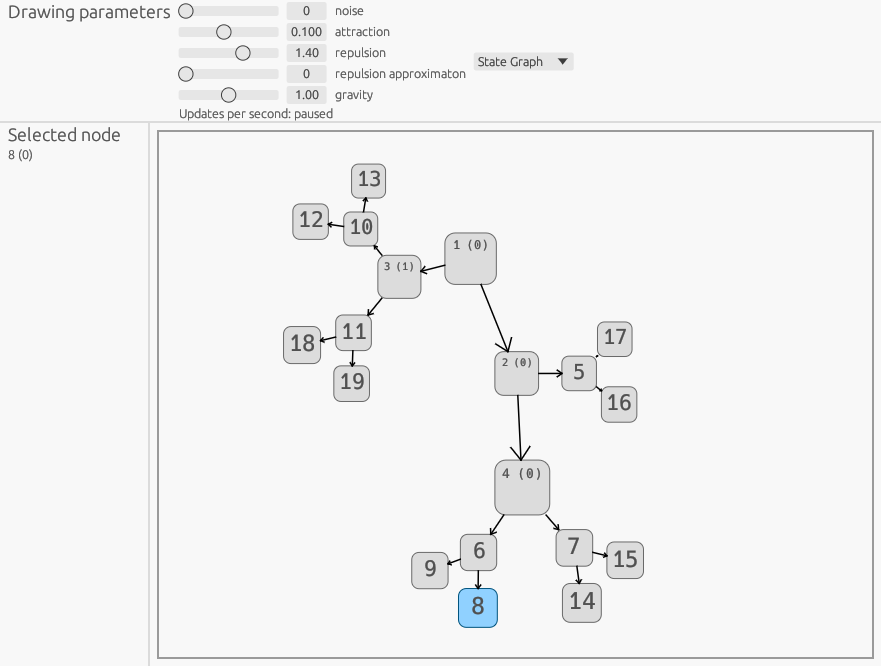 Drawing parameters
0 noise
0.100 attraction
1.40 repulsion
0 repulsion approximaton
1.00 gravity
State Graph
Updates per second: paused
Selected node
8 (0)
13
12
10
1 (0)
3 (1)
11
18
17
2 (0)
5
19
16
4 (0)
6
7
9
15
8
14